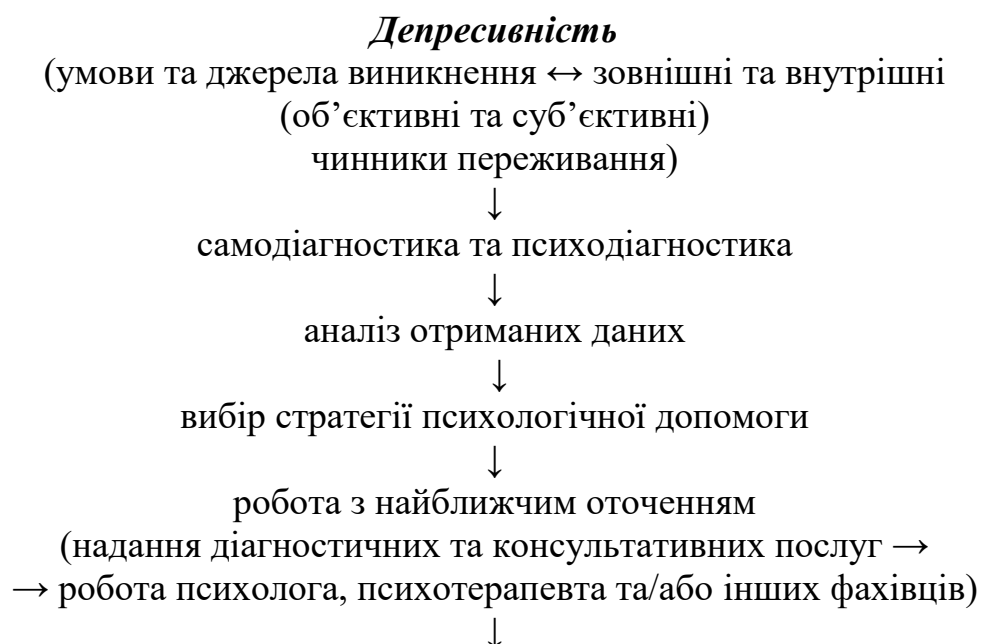 Депресивність
(умови та джерела виникнення ↔ зовнішні та внутрішні
(об’єктивні та суб’єктивні)
чинники переживання)
↓
самодіагностика та психодіагностика
↓
аналіз отриманих даних
↓
вибір стратегії психологічної допомоги
↓
робота з найближчим оточенням
(надання діагностичних та консультативних послуг →
→ робота психолога, психотерапевта та/або інших фахівців)
↓